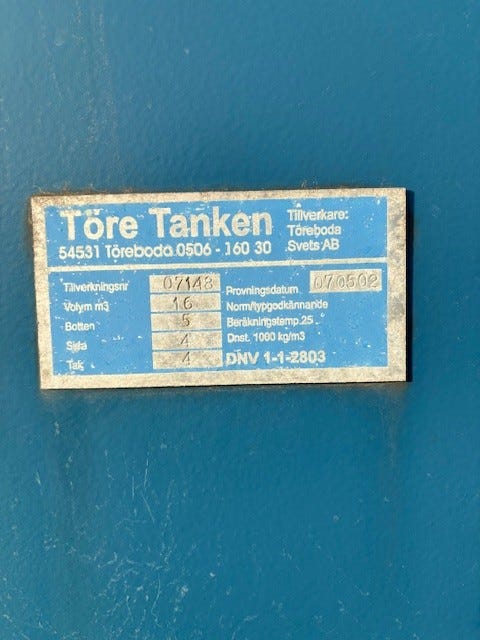 Töre Tanken
54531 Töreboda 0506 - 160 30
Tillverkare:
Töreboda
Svets AB
Tillverkningsnr 07148
Volym m3 16
Botten 5
Sida 4
Tak 4
Provningsdatum 070502
Norm/typgodkännande
Beräkningstemp.25
Dnst. 1000 kg/m3
DNV 1-1-2803